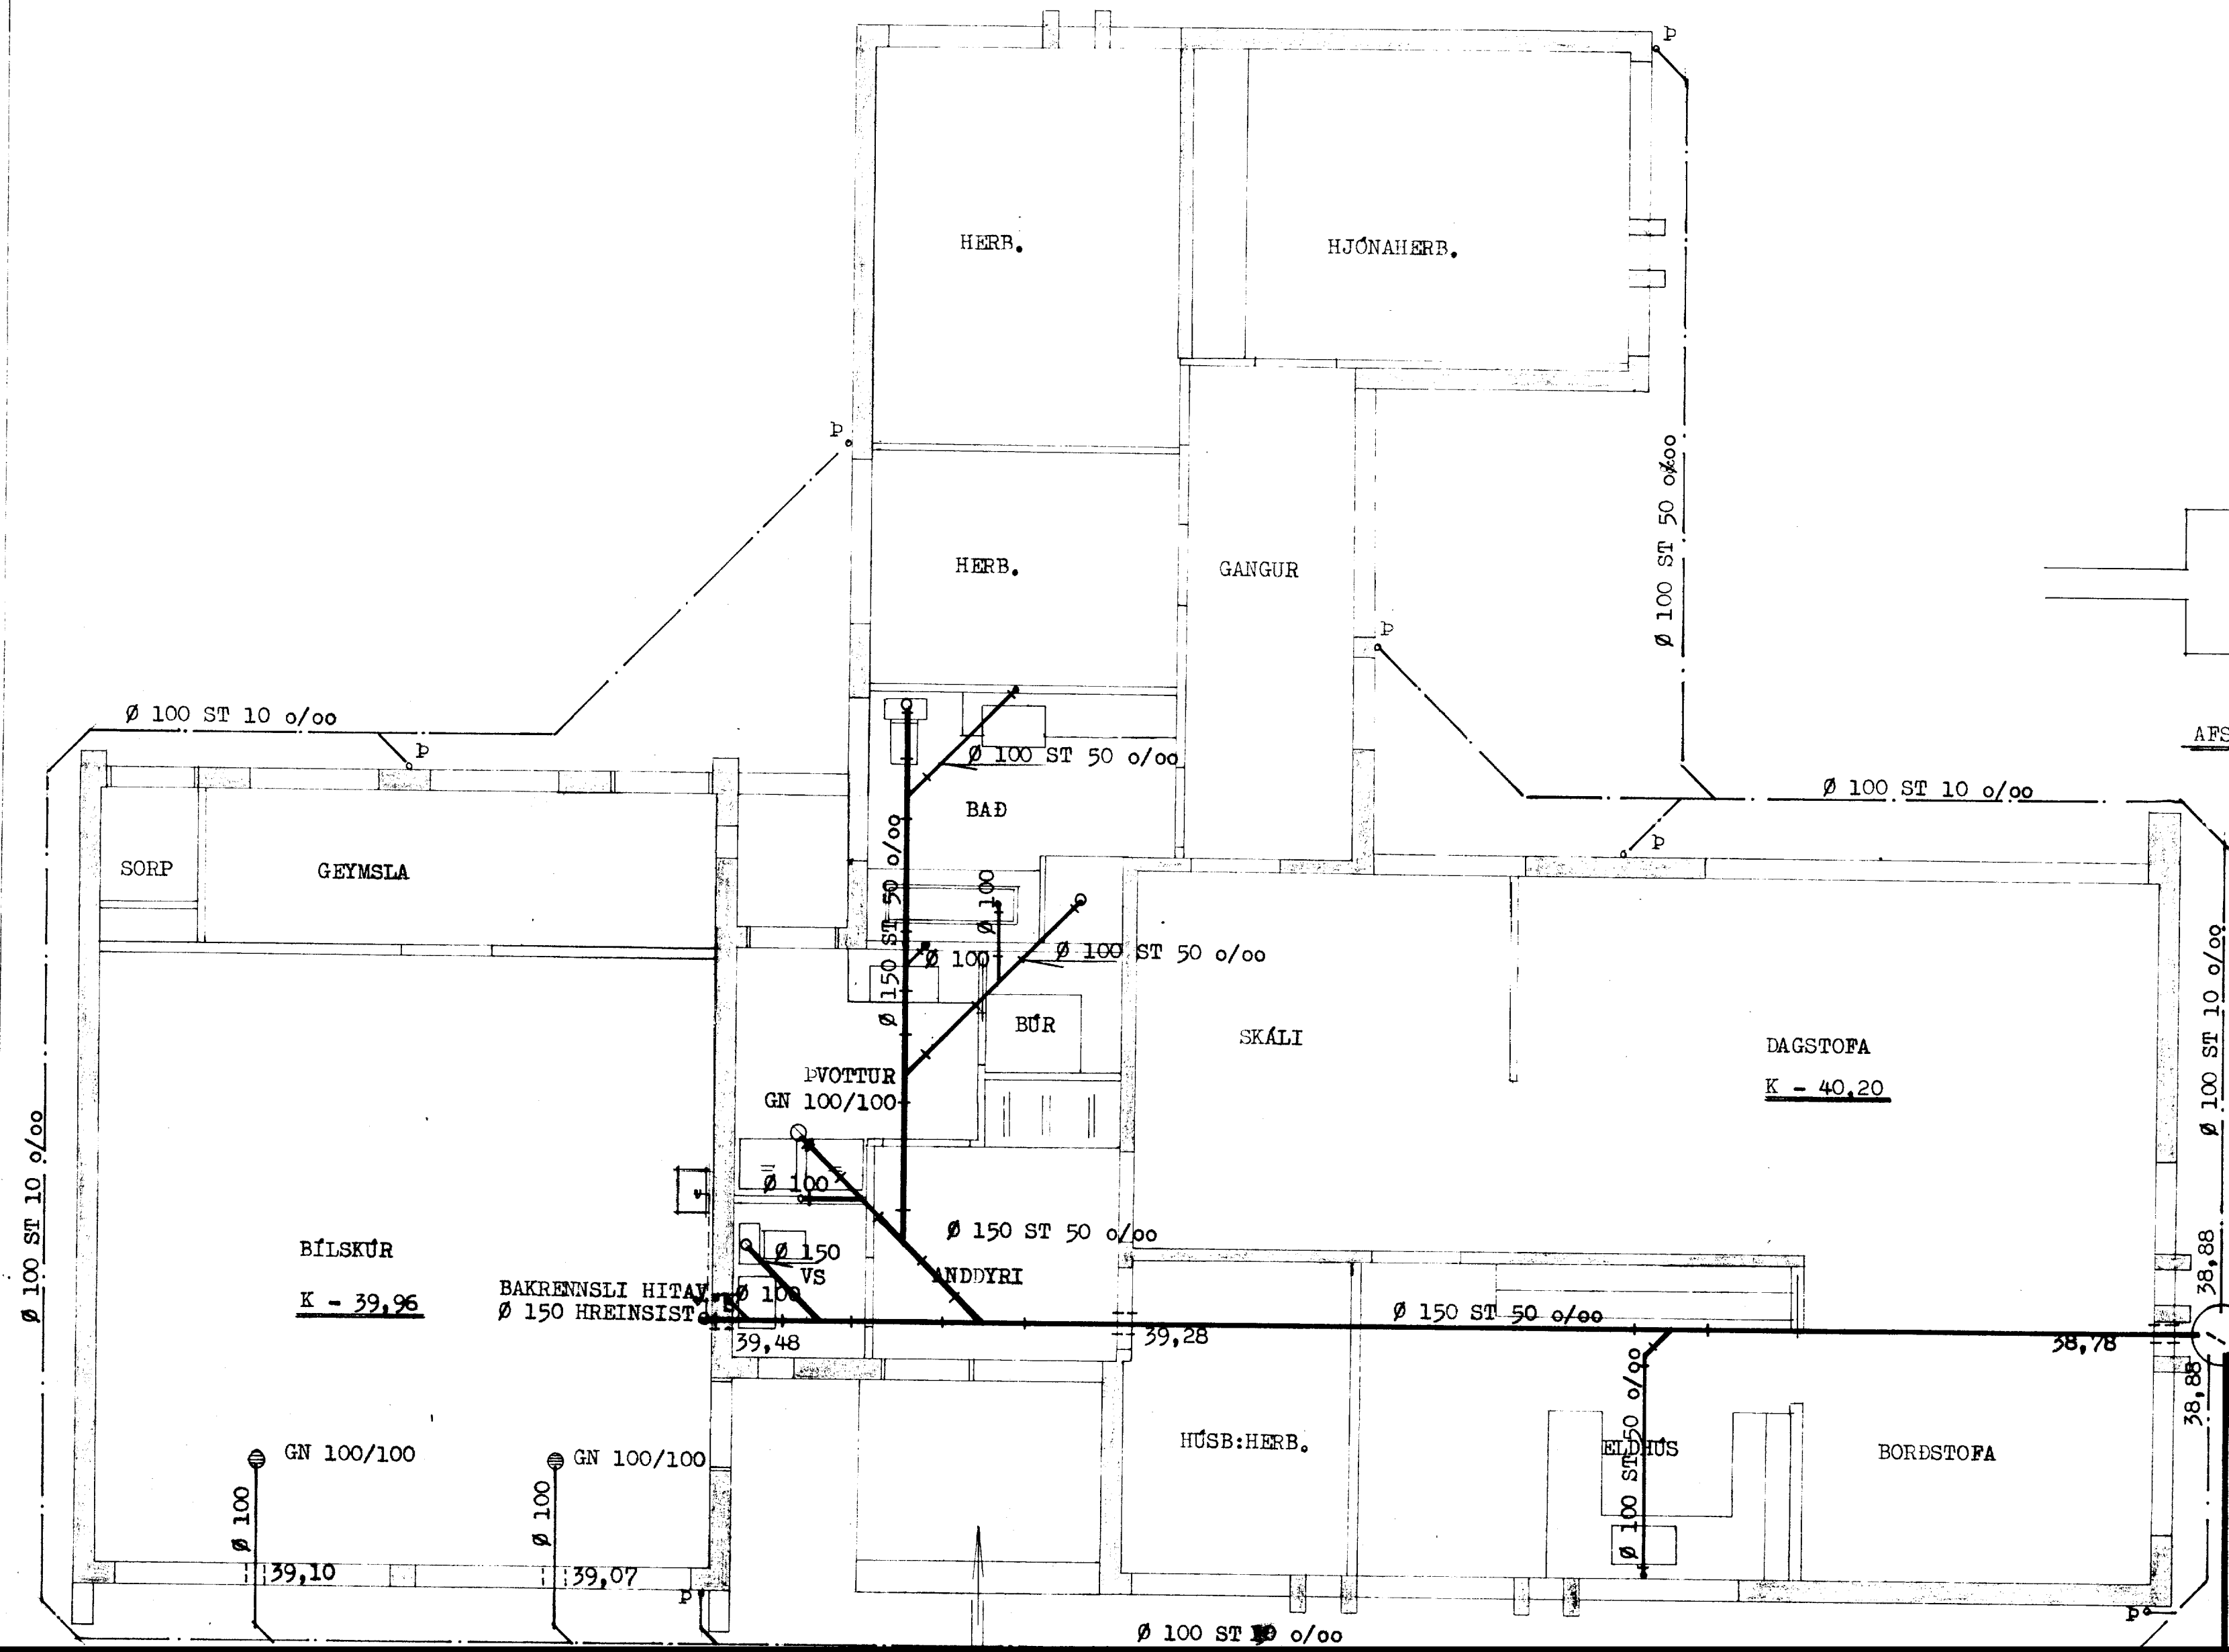 Þ
HERB.
HJÓNAHERB.
Þ
Ø 100 ST 50 o/oo
HERB.
GANGUR
Þ
Ø 100 ST 10 o/oo
Þ
AFS
Ø 100 ST 50 o/oo
Ø 100 ST 10 o/oo
BAÐ
Þ
SORP
GEYMSLA
Ø 150 ST 50 o/oo
Ø 100
Ø 100
Ø 100 ST 50 o/oo
Ø 100 ST 10 o/oo
BÚR
SKÁLI
DAGSTOFA
K - 40,20
ÞVOTTUR
GN 100/100
Ø 100 ST 10 o/oo
Ø 100
Ø 150 ST 50 o/oo
BÍLSKÚR
K - 39,96
Ø 150
VS
ANDDYRI
BAKRENNSLI HITAV.
Ø 100
Ø 150 HREINSIST
39,48
39,28
Ø 150 ST 50 o/oo
38,78
38,88
38,88
HÚSB:HERB.
Ø 100 ST 50 o/oo
ELDHÚS
BORÐSTOFA
GN 100/100
GN 100/100
Ø 100
Ø 100
39,10
39,07
Þ
Þ
Ø 100 ST o/oo